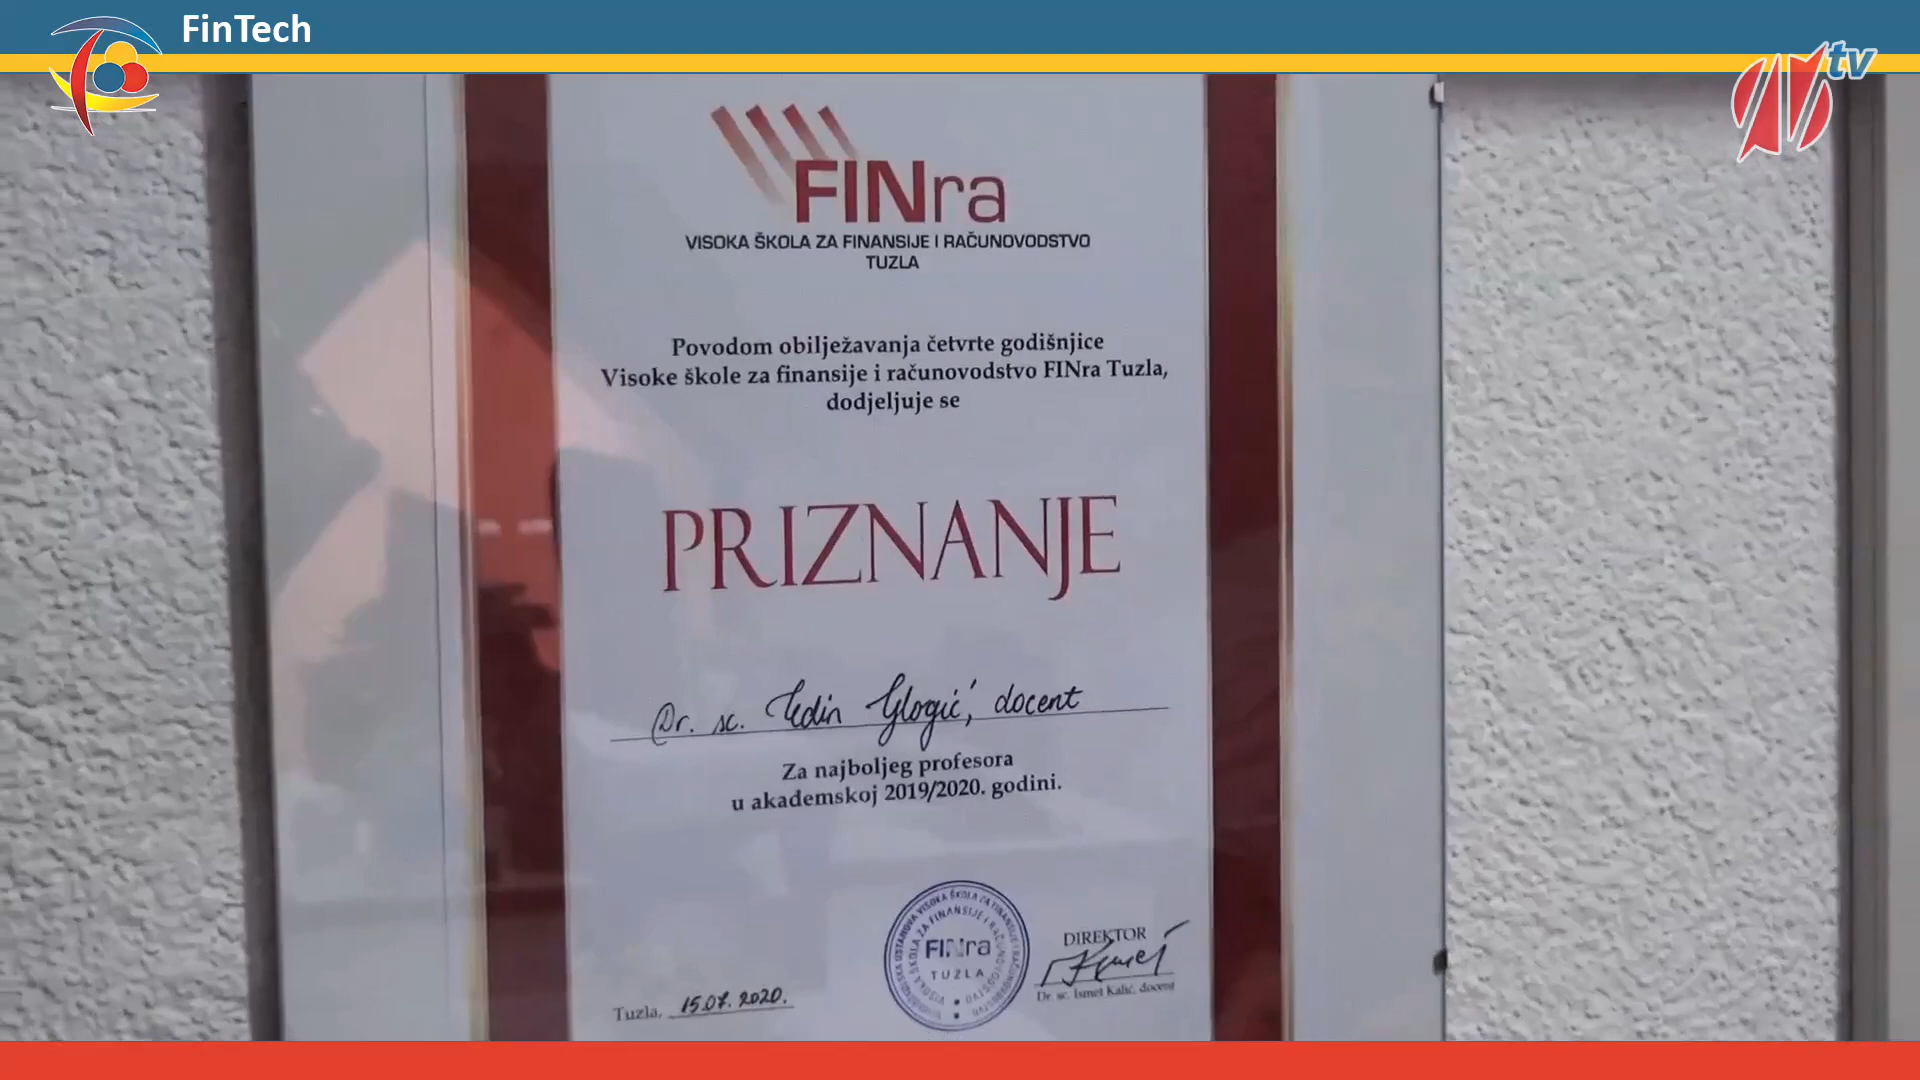 FinTech
tv
FINra
VISOKA ŠKOLA ZA FINANSIJE I RAČUNOVODSTVO
TUZLA
Povodom obilježavanja četvrte godišnjice
Visoke škole za finansije i računovodstvo FINra Tuzla,
dodjeljuje se
PRIZNANJE
Dr. sc. Edin Glogić, docent
Za najboljeg profesora
u akademskoj 2019/2020. godini.
FINra
TUZLA
DIREKTOR
Dr. sc. Ismet Kalić, docent
Tuzla, 15.07.2020.